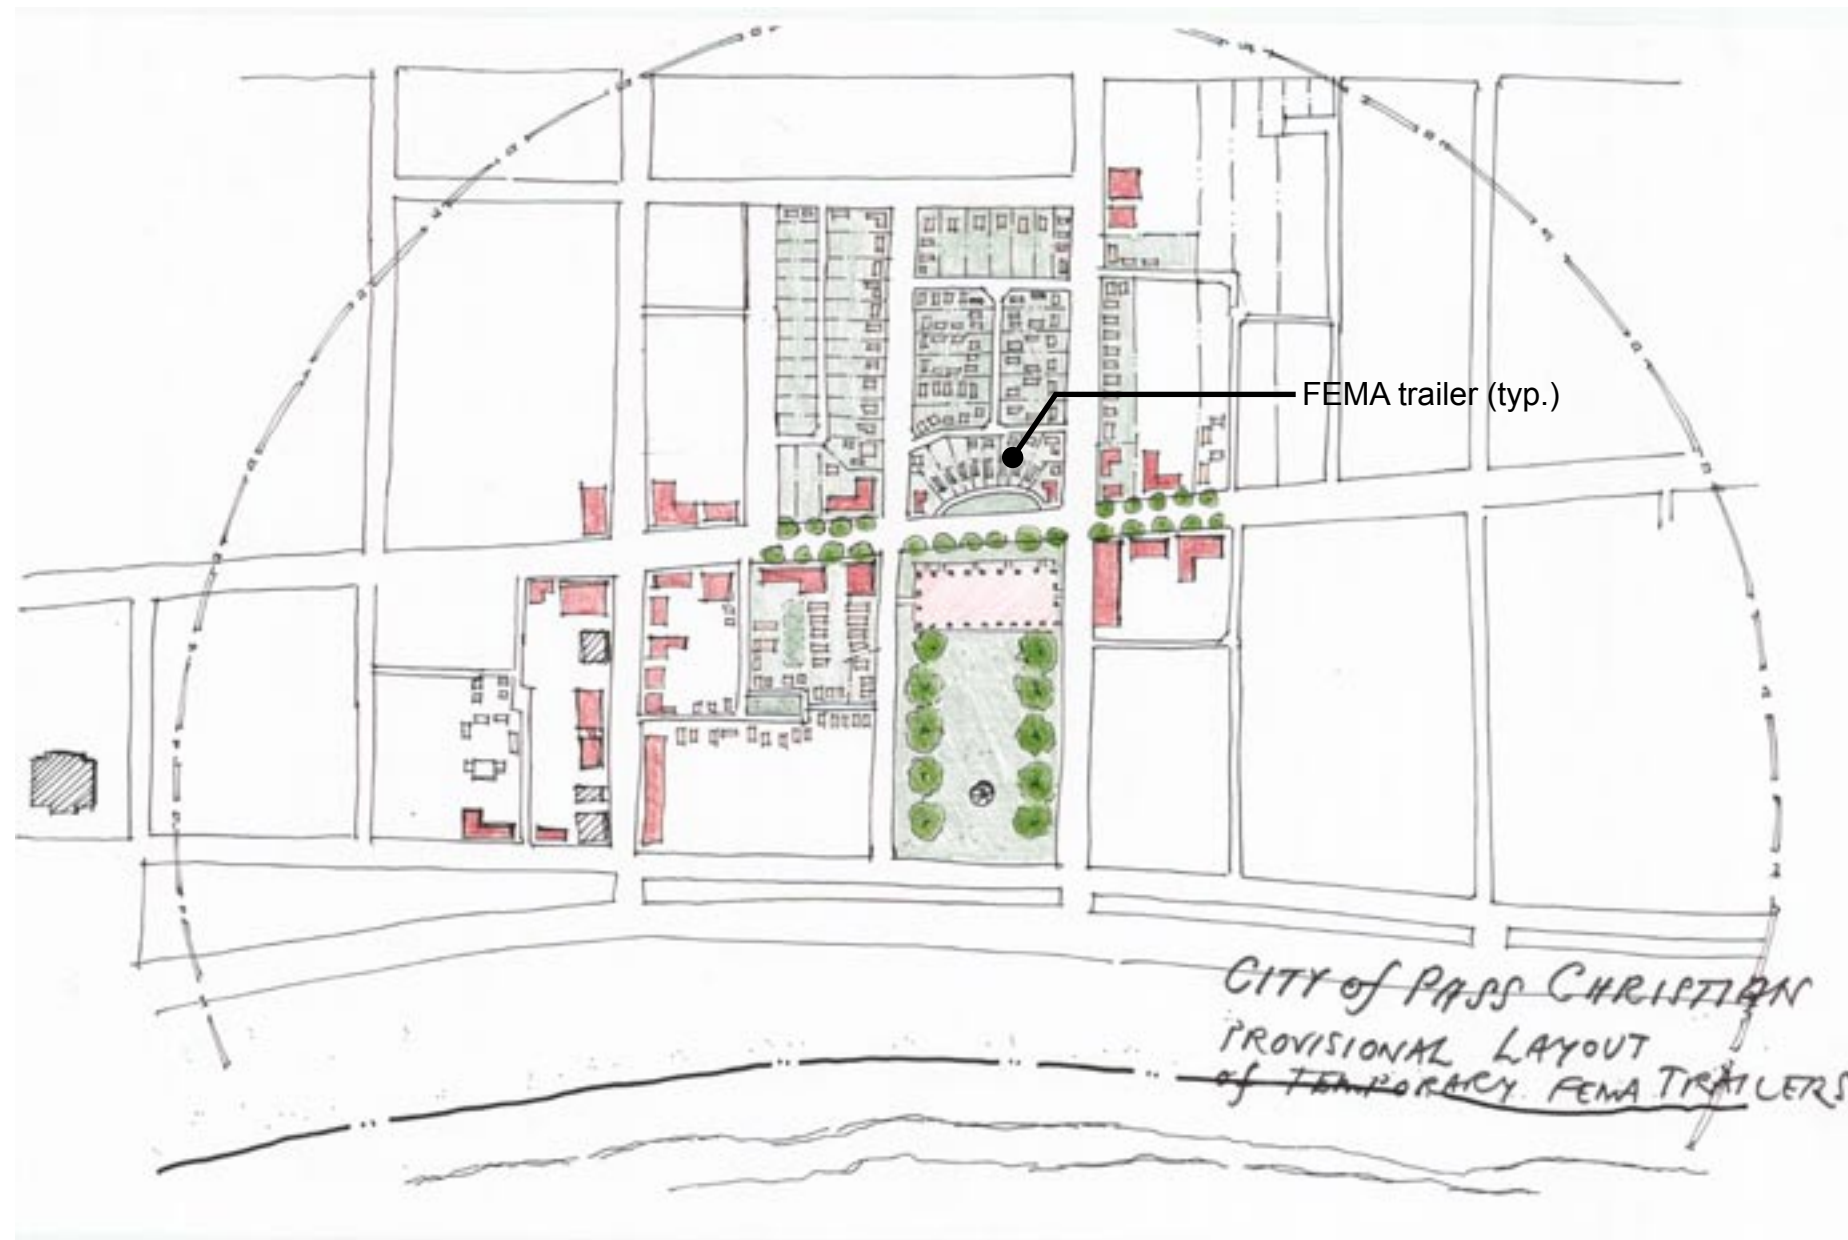 FEMA trailer (typ.)
CITY of PASS CHRISTIAN
PROVISIONAL LAYOUT
of TEMPORARY FEMA TRAILERS